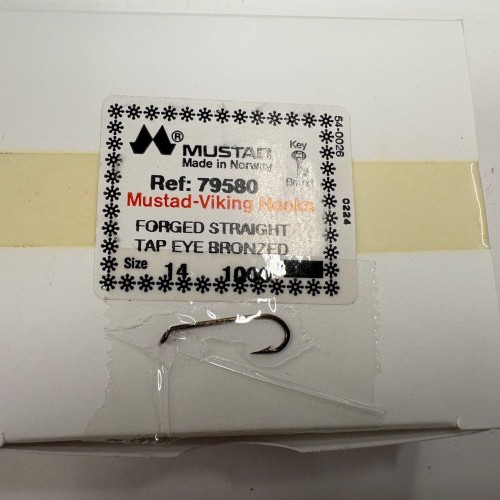 ® MUSTAD
Made in Norway
Key
Brand
Ref: 79580
Mustad-Viking Hooks
FORGED STRAIGHT
TAP EYE BRONZED
Size 14 1000
54-0026
0224